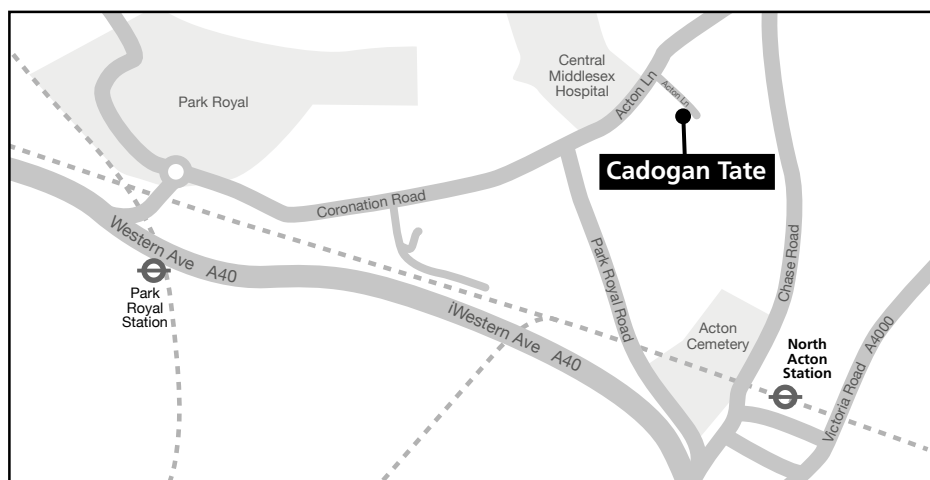 Park Royal
Central
Middlesex
Hospital
Acton Ln
Acton Ln
Cadogan Tate
Coronation Road
Western Ave A40
Park
Royal
Station
iWestern Ave A40
Park Royal Road
Chase Road
Acton
Cemetery
North
Acton
Station
Victoria Road A4000